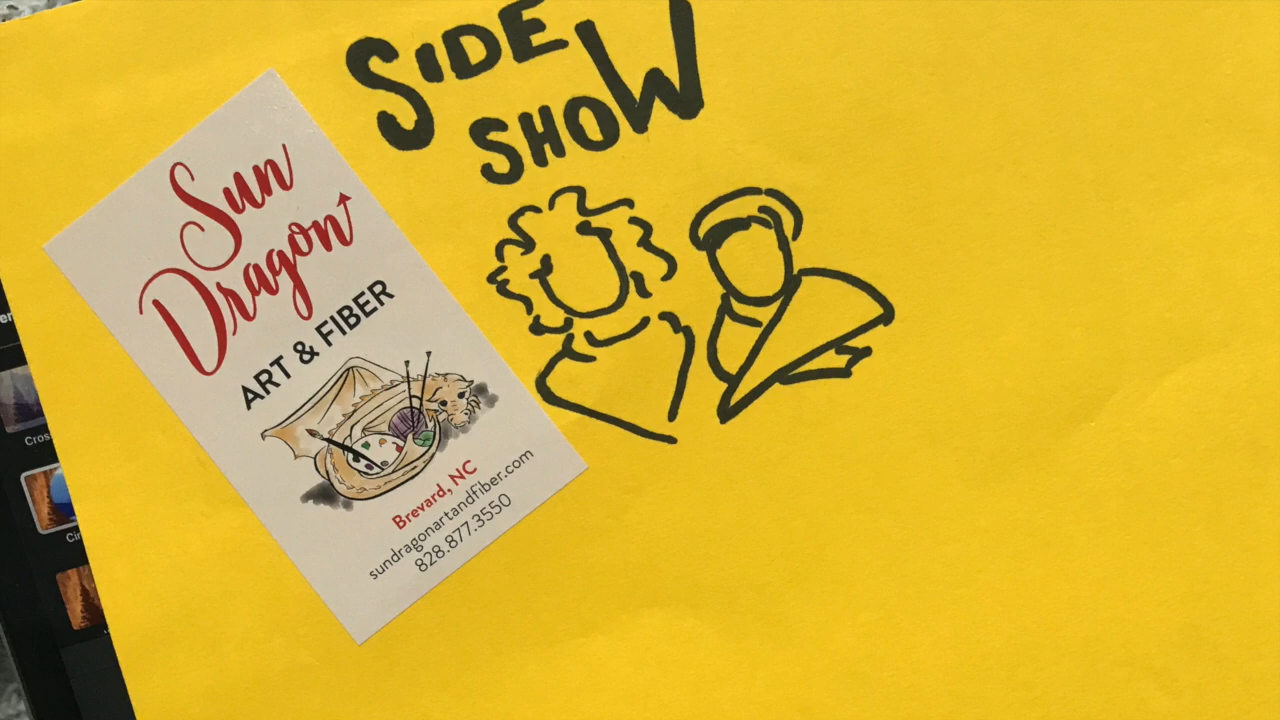 SIDE
SHOW
Sun
Dragon
ART & FIBER
Brevard, NC
sundragonartandfiber.com
828.877.3550